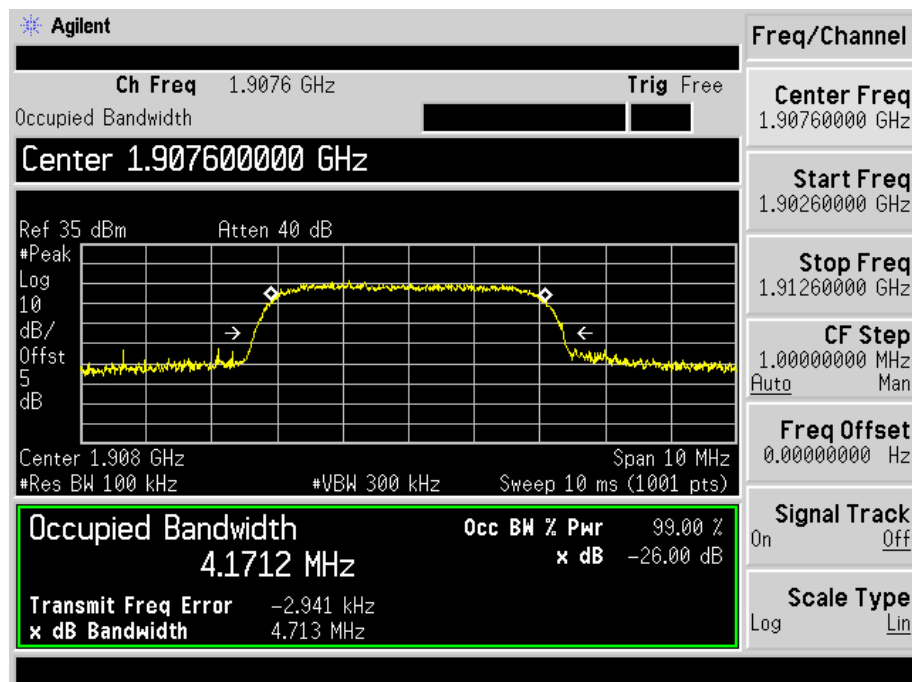 Agilent
Freq/Channel
Ch Freq 1.9076 GHz Trig Free
Occupied Bandwidth
Center 1.907600000 GHz
Ref 35 dBm Atten 40 dB
#Peak
Log
10
dB/
Offst
5
dB
Center 1.908 GHz Span 10 MHz
#Res BW 100 kHz #VBW 300 kHz Sweep 10 ms (1001 pts)
Occupied Bandwidth Occ BW % Pwr 99.00 %
4.1712 MHz x dB -26.00 dB
Transmit Freq Error -2.941 kHz
x dB Bandwidth 4.713 MHz
Center Freq
1.90760000 GHz
Start Freq
1.90260000 GHz
Stop Freq
1.91260000 GHz
CF Step
1.00000000 MHz
Auto Man
Freq Offset
0.00000000 Hz
Signal Track
On Off
Scale Type
Log Lin